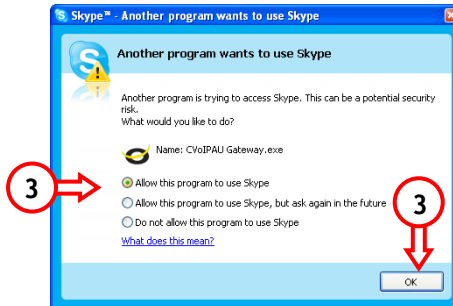 Skype™ - Another program wants to use Skype
Another program wants to use Skype
Another program is trying to access Skype. This can be a potential security
risk.
What would you like to do?
Name: CVoIPAU Gateway.exe
3
Allow this program to use Skype
Allow this program to use Skype, but ask again in the future
3
Do not allow this program to use Skype
What does this mean?
OK